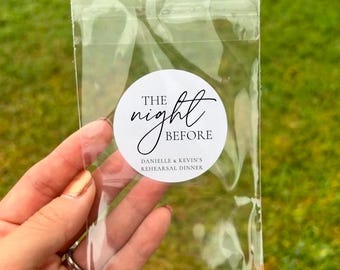 THE
night
BEFORE
DANIELLE & KEVIN'S
REHEARSAL DINNER